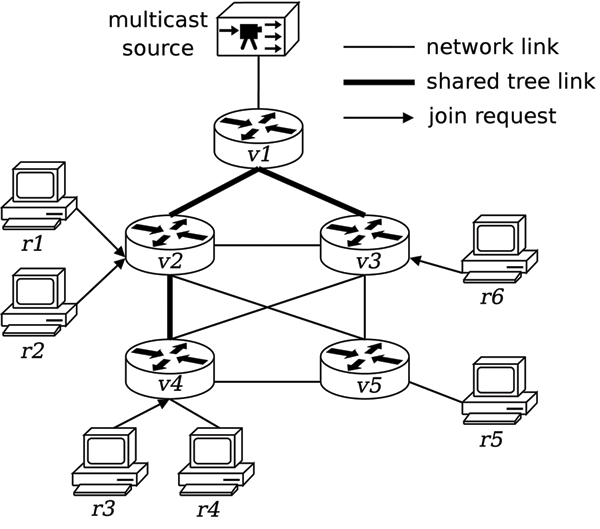 multicast
source
network link
shared tree link
join request
v1
r1
v2
v3
r2
r6
v4
v5
r5
r3
r4